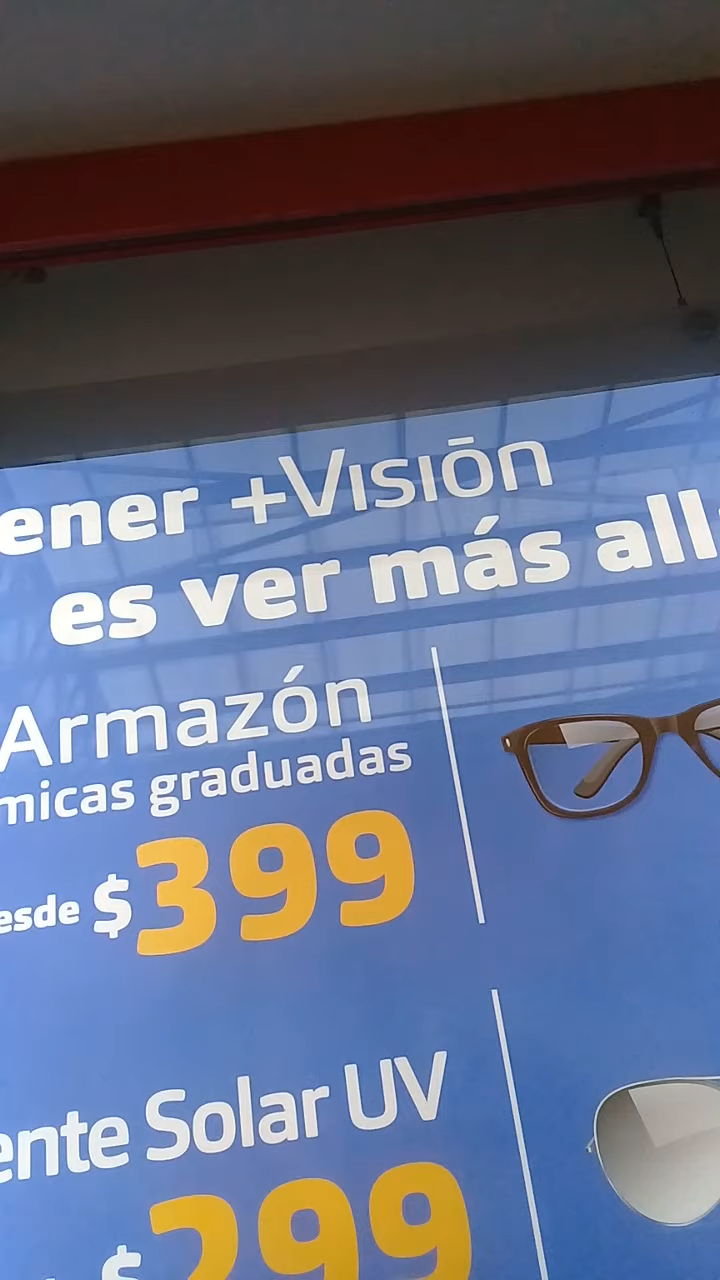 ener +VISIŌN
es ver más all
Armazón
micas graduadas
esde $399
ente Solar UV
$299